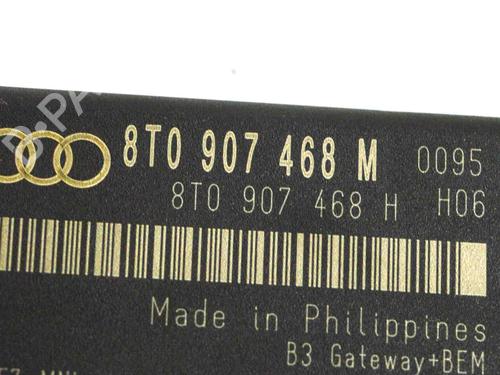 8T0 907 468 M 0095
8T0 907 468 H H06
Made in Philippines
B3 Gateway+BEM